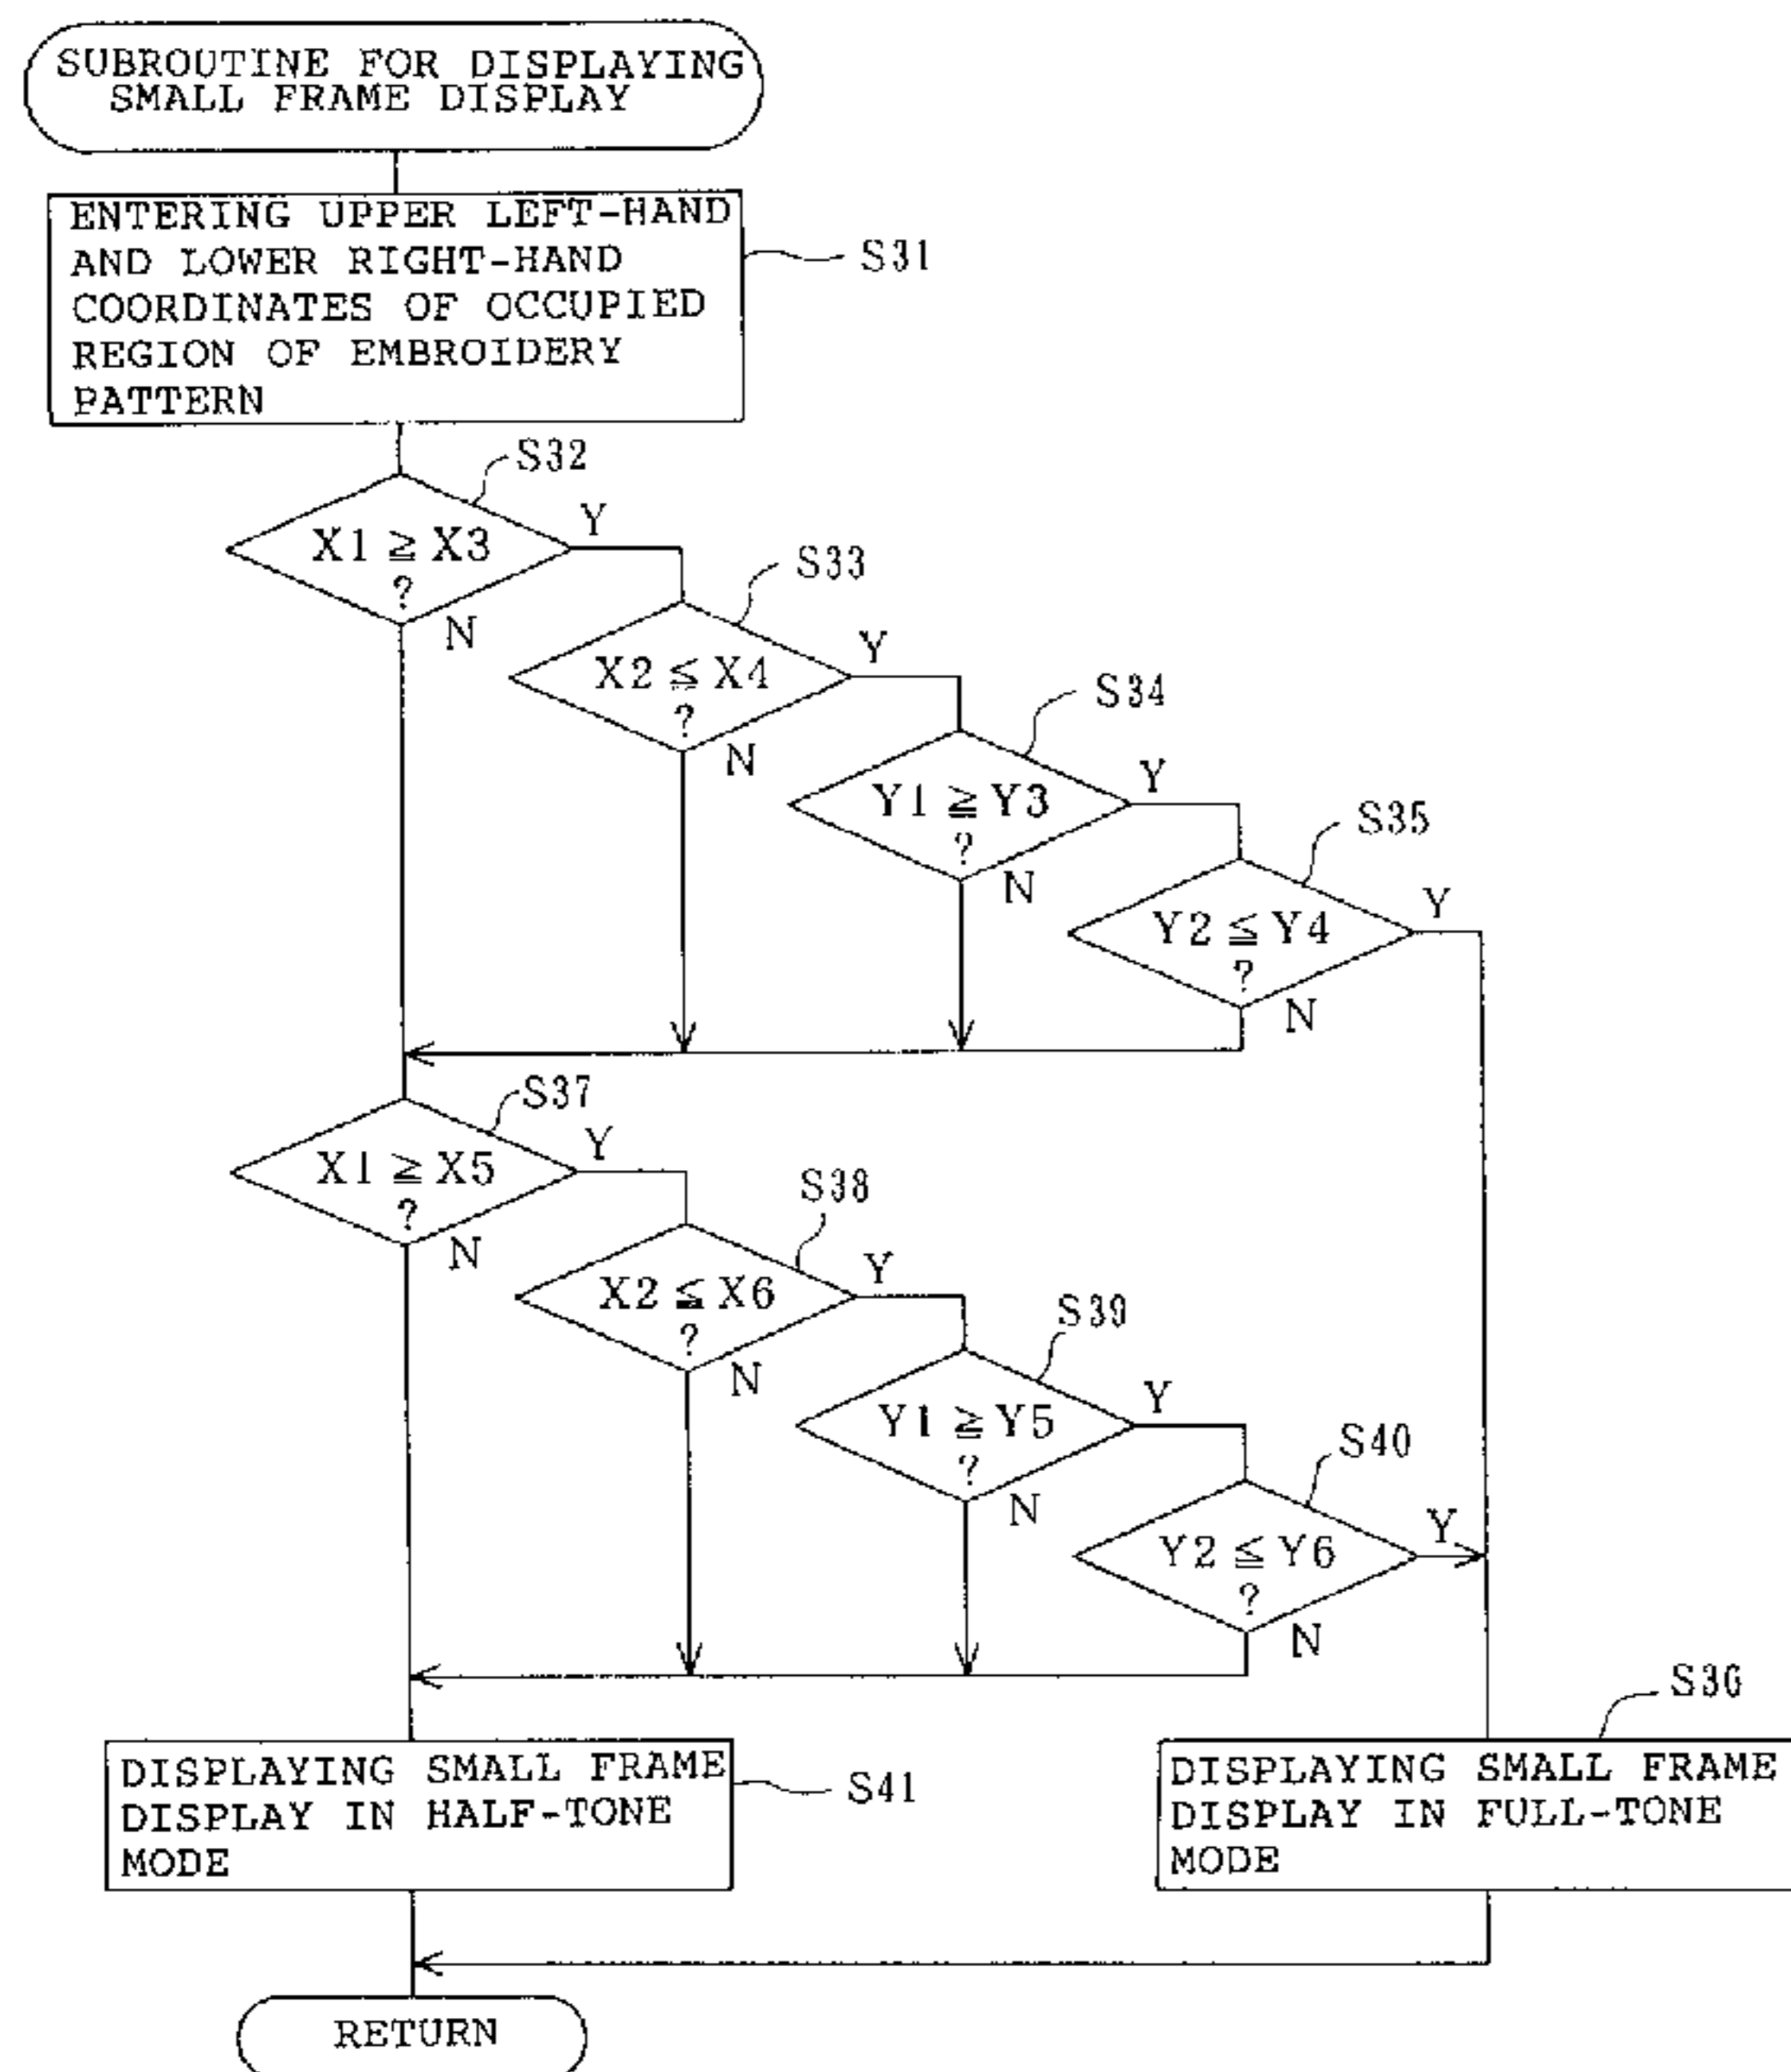 SUBROUTINE FOR DISPLAYING
SMALL FRAME DISPLAY
ENTERING UPPER LEFT-HAND
AND LOWER RIGHT-HAND
COORDINATES OF OCCUPIED
REGION OF EMBROIDERY
PATTERN
S31
S32
X1 ≧ X3
?
Y
N
S33
X2 ≦ X4
?
Y
N
S34
Y1 ≧ Y3
?
Y
N
S35
Y2 ≦ Y4
?
Y
N
S37
X1 ≧ X5
?
Y
N
S38
X2 ≦ X6
?
Y
N
S39
Y1 ≧ Y5
?
Y
N
S40
Y2 ≦ Y6
?
Y
N
DISPLAYING SMALL FRAME
DISPLAY IN HALF-TONE
MODE
S41
S36
DISPLAYING SMALL FRAME
DISPLAY IN FULL-TONE
MODE
RETURN